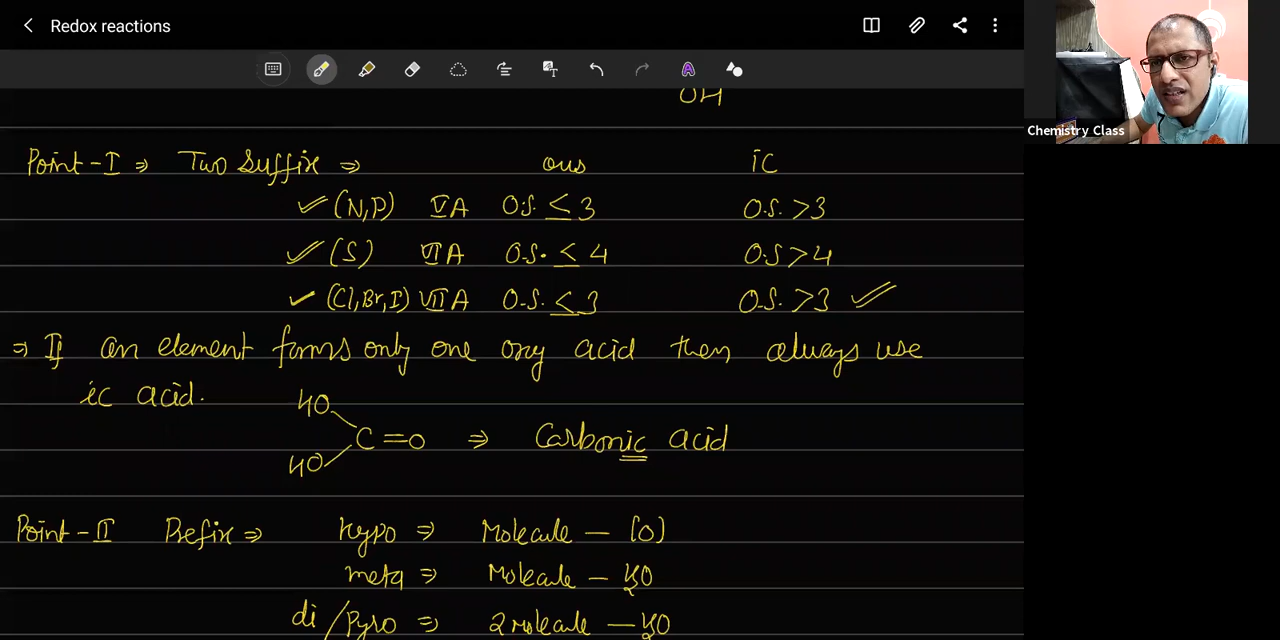 Redox reactions
Chemistry Class
OH
Point-I ⇒ Two Suffix ⇒ ous ic
(N,P) VA O.S. ≤ 3 O.S. > 3
(S) VIA O.S. ≤ 4 O.S > 4
(Cl,Br,I) VIIA O.S. ≤ 3 O.S. > 3
⇒ If an element forms only one oxy acid then always use
ic acid.
HO
C=O ⇒ Carbonic acid
HO
Point-II Prefix ⇒ hypo ⇒ Molecule – [O]
meta ⇒ Molecule – H2O
di/Pyro ⇒ 2 molecule – H2O